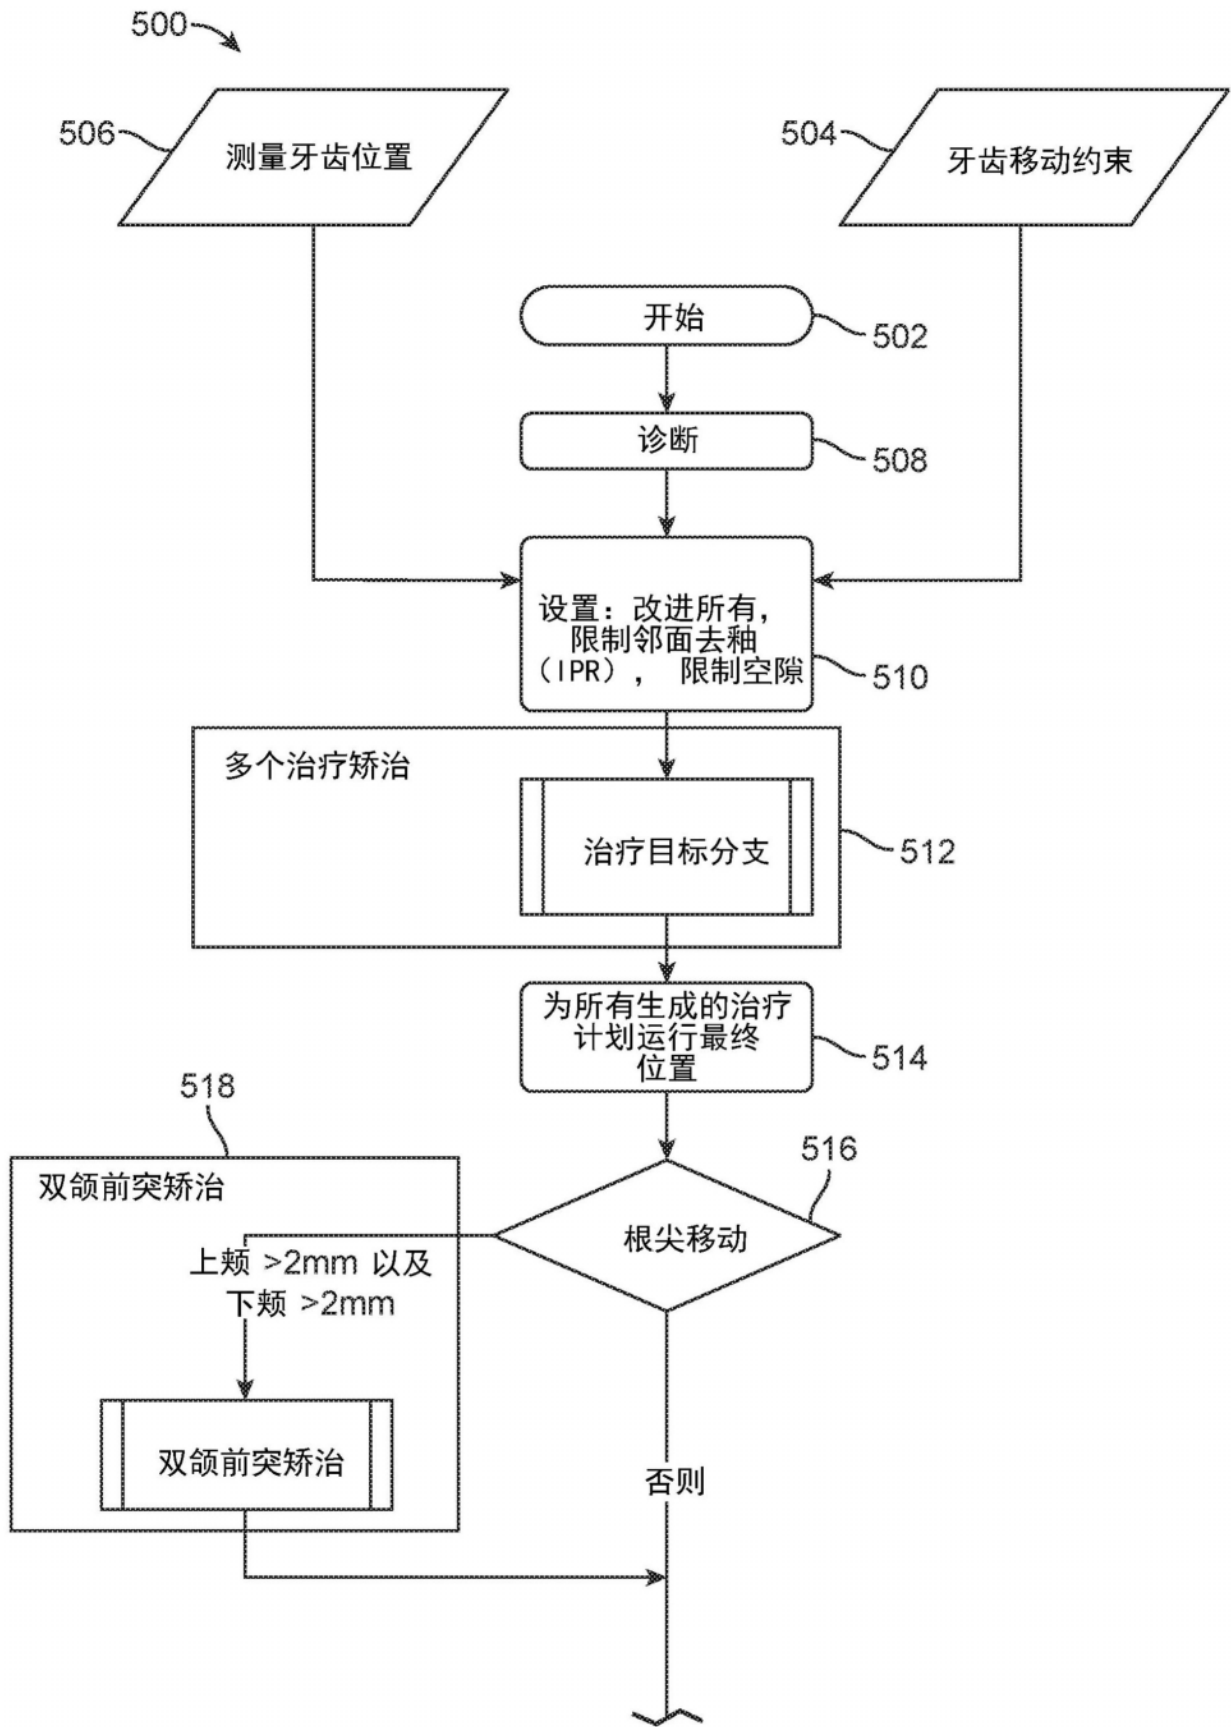 500
506
测量牙齿位置
504
牙齿移动约束
开始
502
诊断
508
设置：改进所有，
限制邻面去釉
（IPR），限制空隙
510
多个治疗矫治
治疗目标分支
512
为所有生成的治疗
计划运行最终
位置
514
518
516
双颌前突矫治
根尖移动
上颊 >2mm 以及
下颊 >2mm
双颌前突矫治
否则